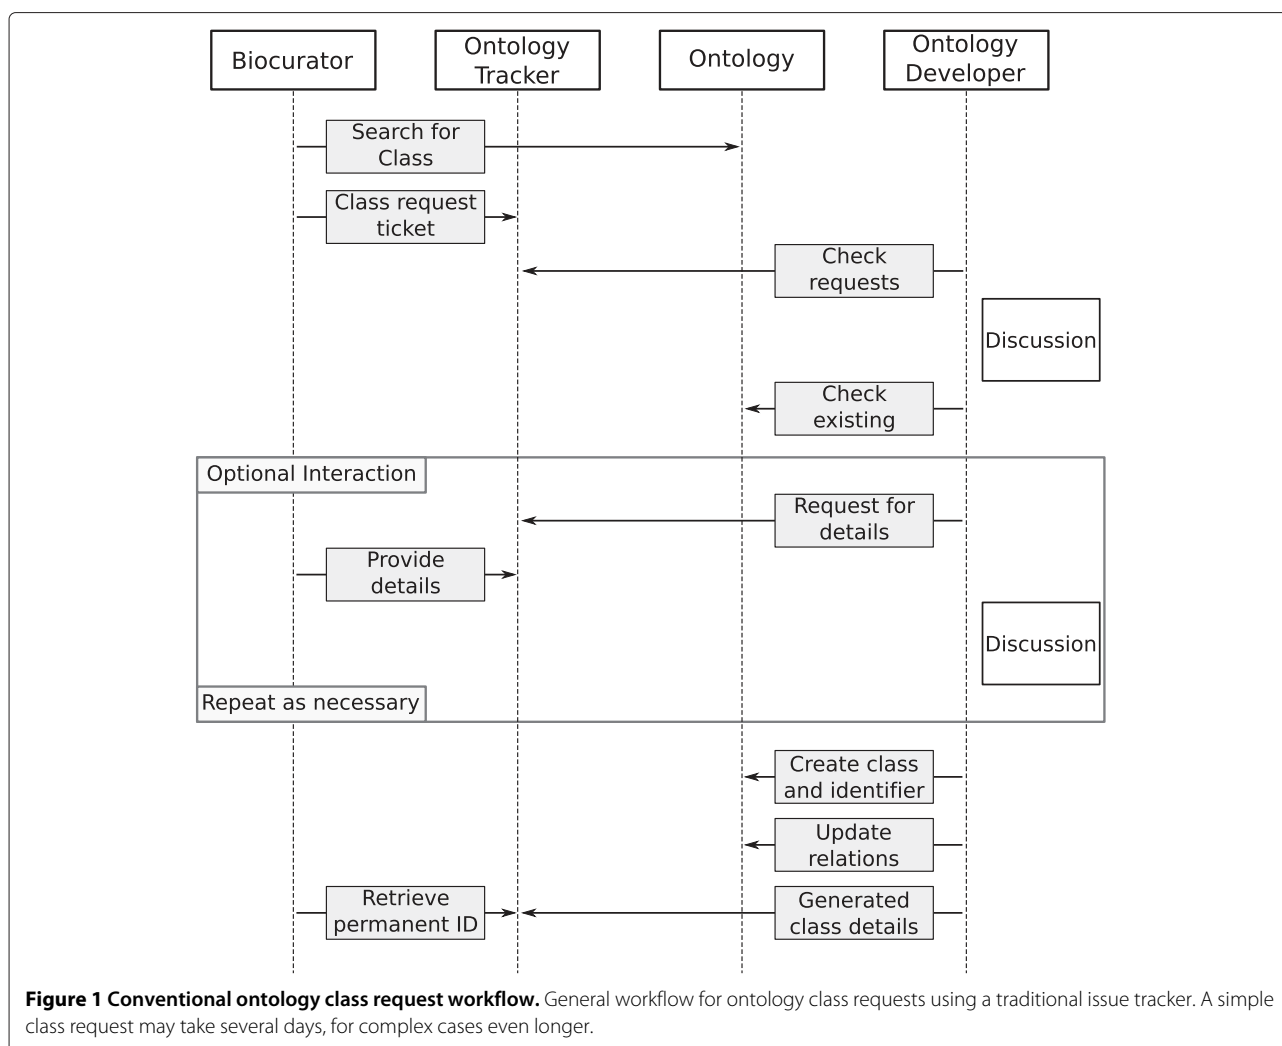 Biocurator
Ontology
Tracker
Ontology
Ontology
Developer
Search for
Class
Class request
ticket
Check
requests
Discussion
Check
existing
Optional Interaction
Request for
details
Provide
details
Discussion
Repeat as necessary
Create class
and identifier
Update
relations
Retrieve
permanent ID
Generated
class details
Figure 1 Conventional ontology class request workflow. General workflow for ontology class requests using a traditional issue tracker. A simple
class request may take several days, for complex cases even longer.